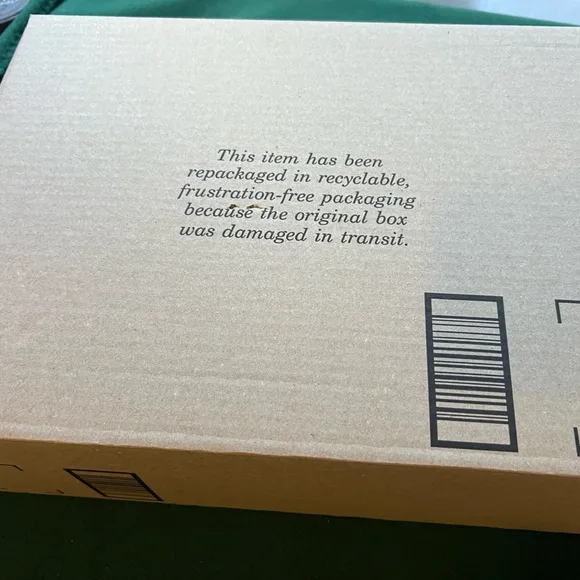 This item has been
repackaged in recyclable,
frustration-free packaging
because the original box
was damaged in transit.